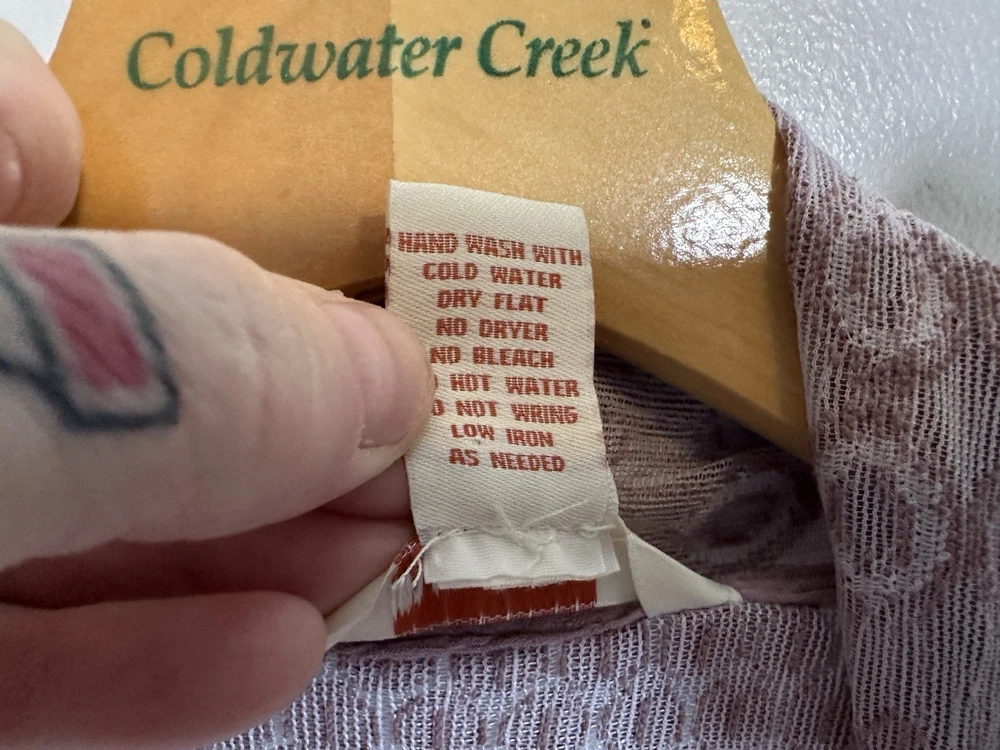 Coldwater Creek
HAND WASH WITH
COLD WATER
DRY FLAT
NO DRYER
NO BLEACH
HOT WATER
NOT WRING
LOW IRON
AS NEEDED